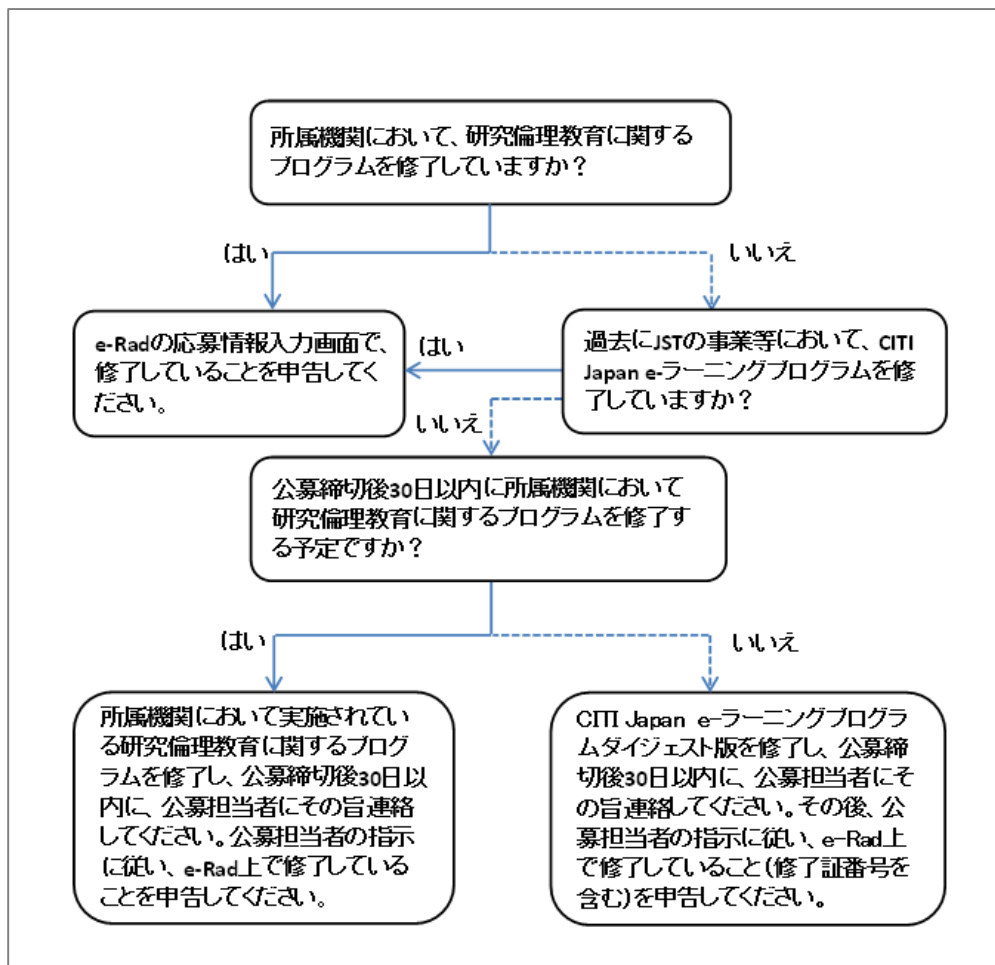 所属機関において、研究倫理教育に関する
プログラムを修了していますか？
はい
いいえ
e-Radの応募情報入力画面で、
修了していることを申告してく
ださい。
はい
過去にJSTの事業等において、CITI
Japan e-ラーニングプログラムを修
了していますか？
いいえ
公募締切後30日以内に所属機関において
研究倫理教育に関するプログラムを修了す
る予定ですか？
はい
いいえ
所属機関において実施されてい
る研究倫理教育に関するプログ
ラムを修了し、公募締切後30日以
内に、公募担当者にその旨連絡
してください。公募担当者の指示
に従い、e-Rad上で修了している
ことを申告してください。
CITI Japan e-ラーニングプログラ
ムダイジェスト版を修了し、公募締
切後30日以内に、公募担当者にそ
の旨連絡してください。その後、公
募担当者の指示に従い、e-Rad上
で修了していること（修了証番号を
含む）を申告してください。